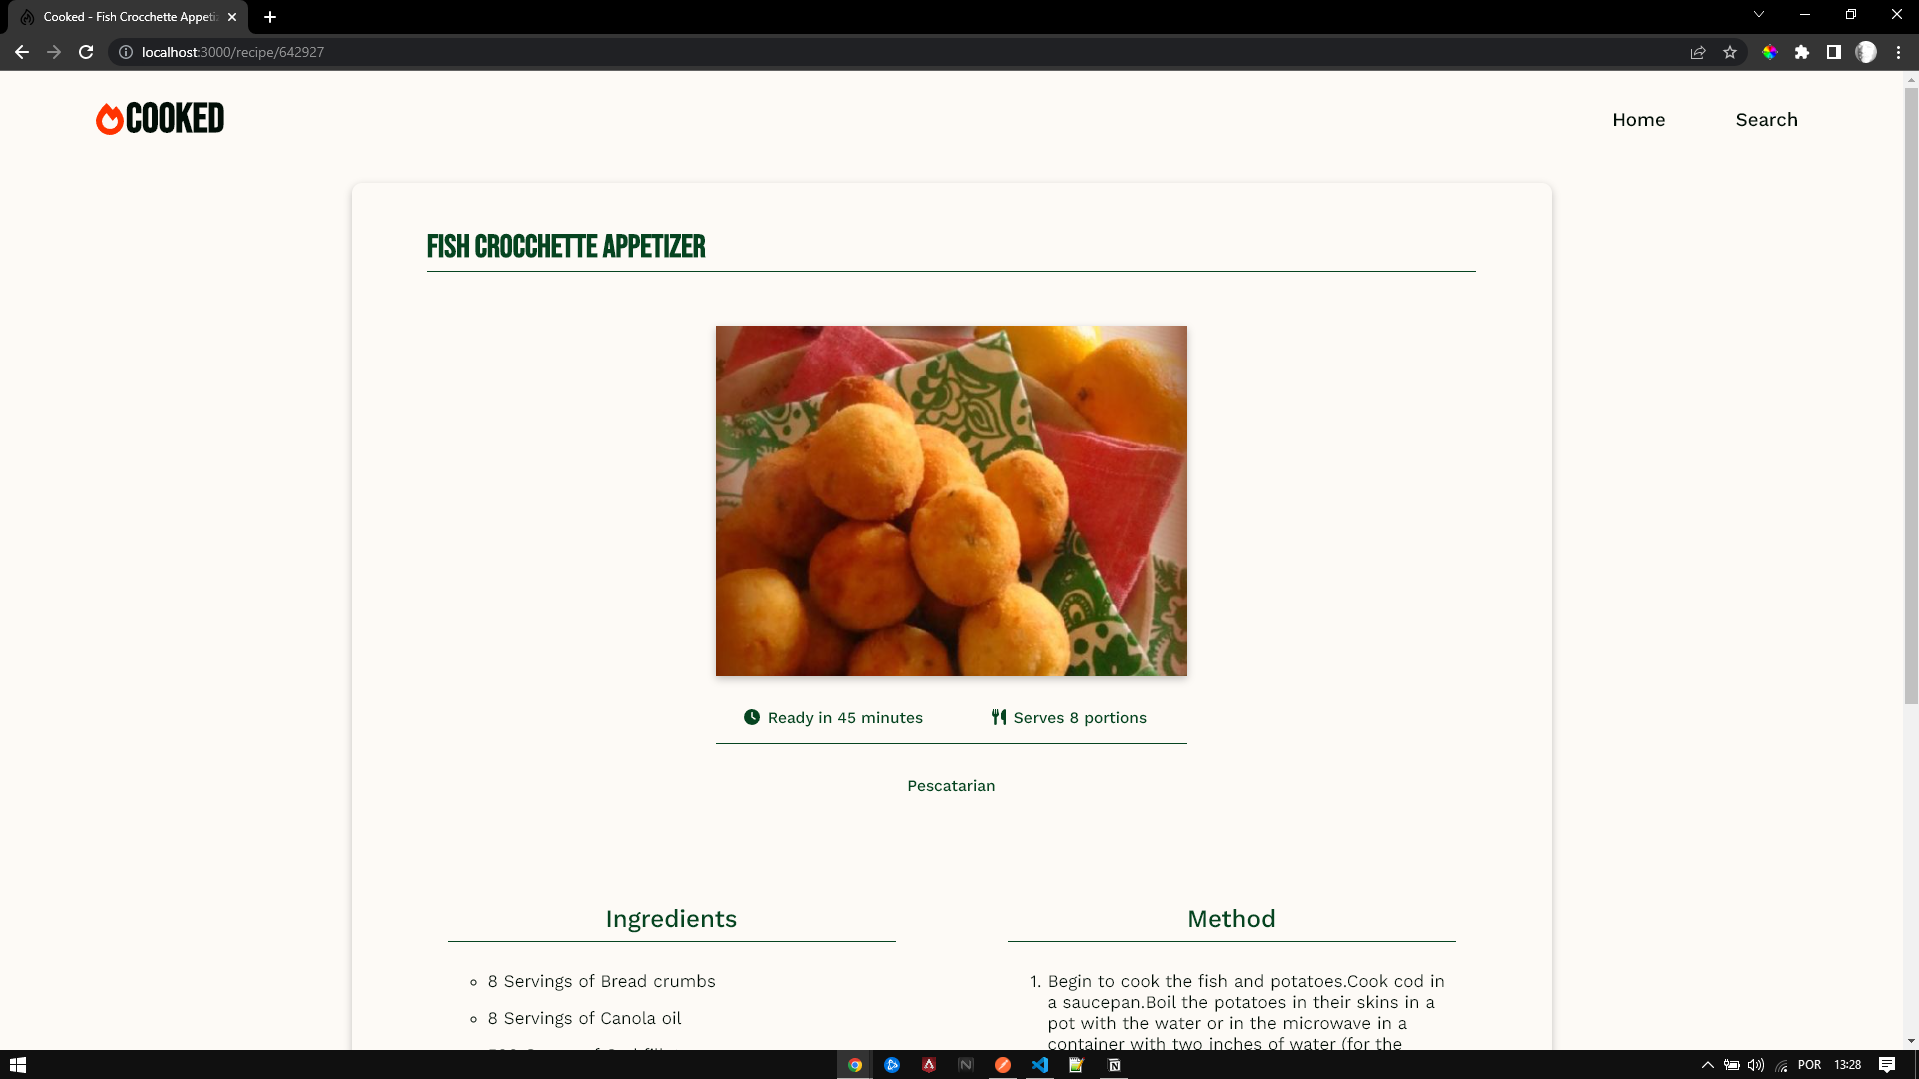 Cooked - Fish Crocchette Appeti
localhost:3000/recipe/642927
COOKED
Home
Search
FISH CROCCHETTE APPETIZER
Ready in 45 minutes
Serves 8 portions
Pescatarian
Ingredients
8 Servings of Bread crumbs
8 Servings of Canola oil
Method
1. Begin to cook the fish and potatoes.Cook cod in
a saucepan.Boil the potatoes in their skins in a
pot with the water or in the microwave in a
container with two inches of water (for the
POR
13:28